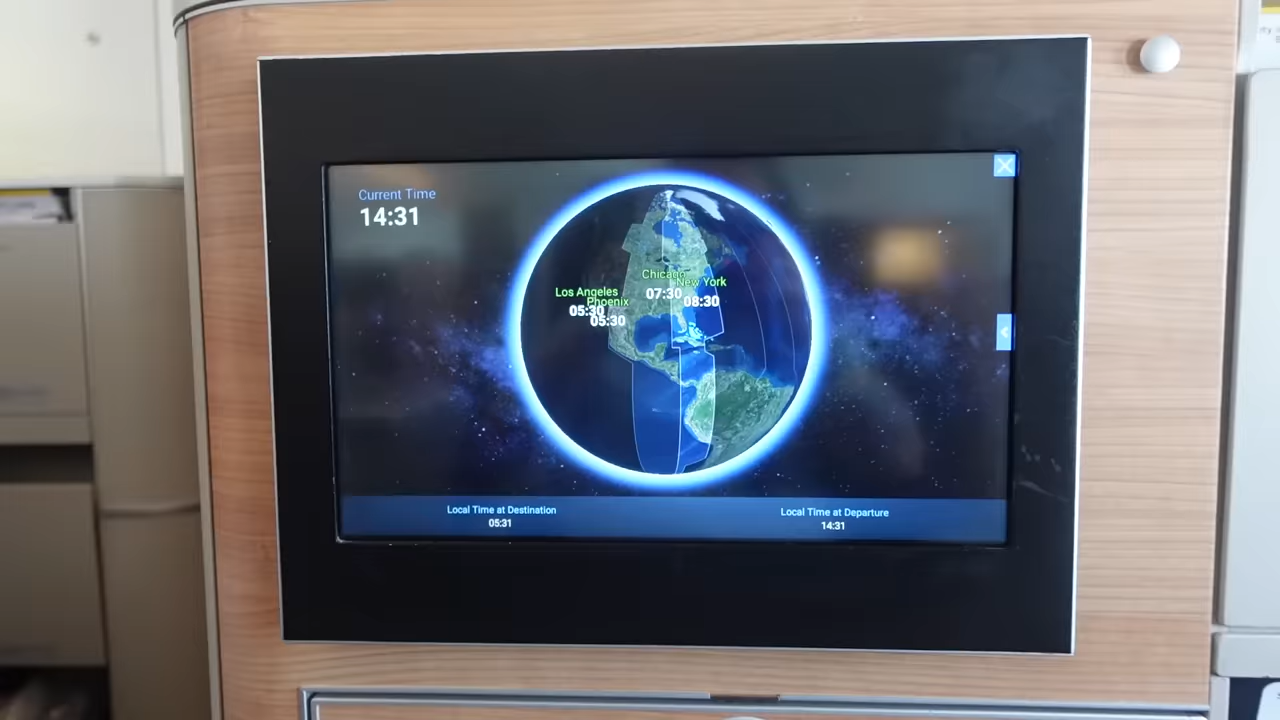 Current Time
14:31
Chicago
07:30
New York
08:30
Los Angeles
05:30
Phoenix
05:30
Local Time at Destination
05:31
Local Time at Departure
14:31